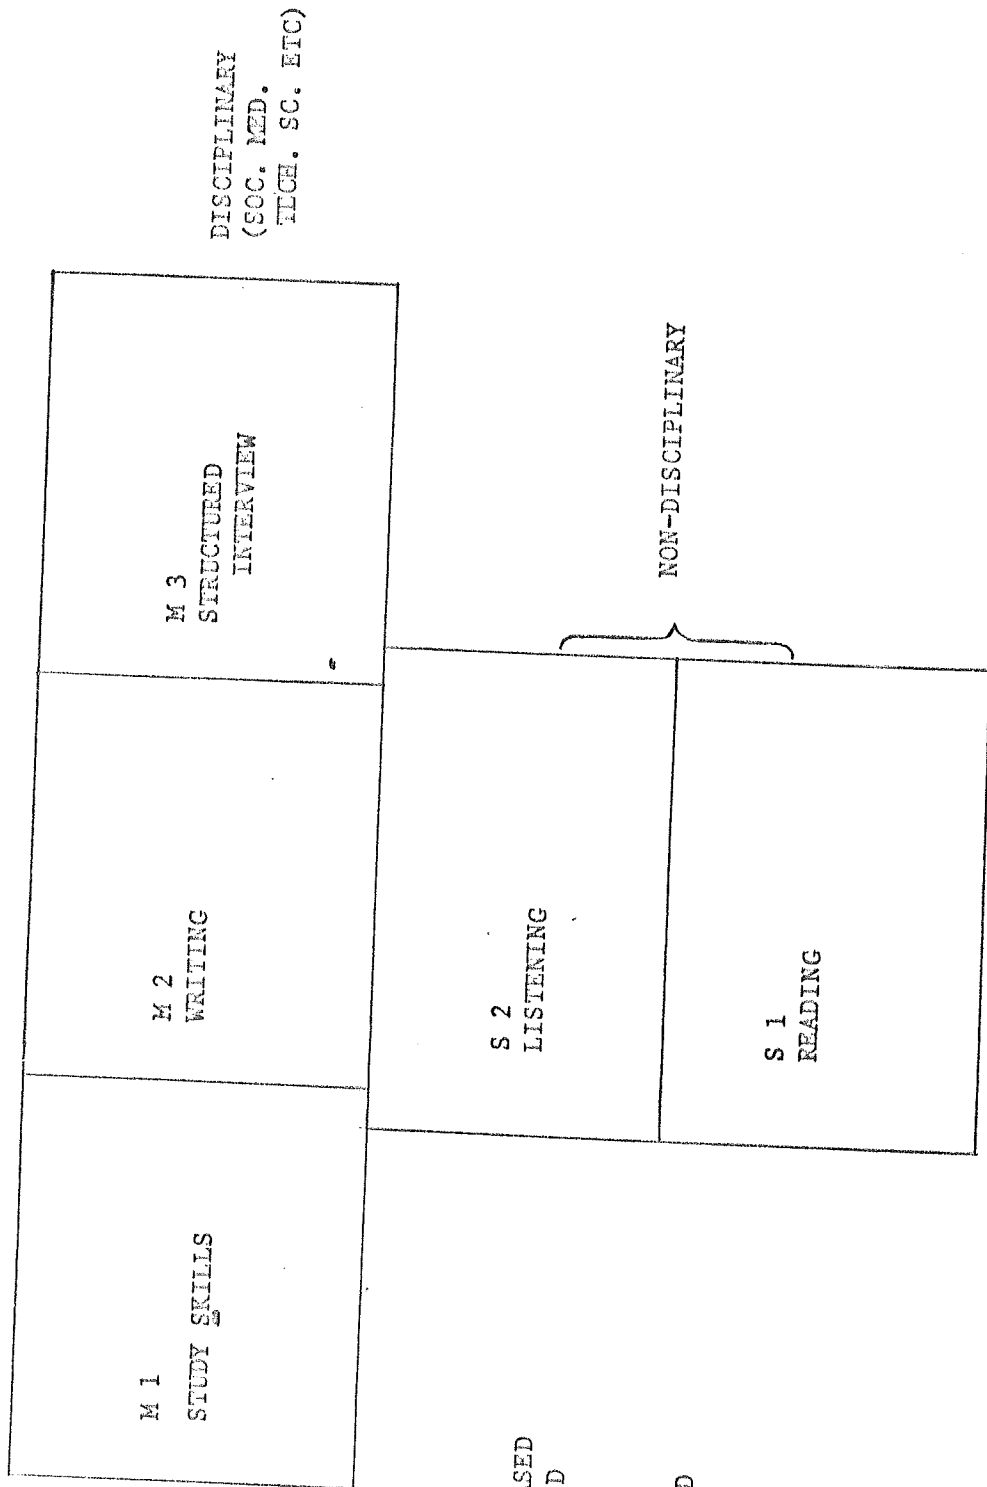 DISCIPLINARY
(SOC. MED.
TECH. SC. ETC)
M 1
STUDY SKILLS
M 2
WRITING
M 3
STRUCTURED
INTERVIEW
S 2
LISTENING
NON-DISCIPLINARY
S 1
READING